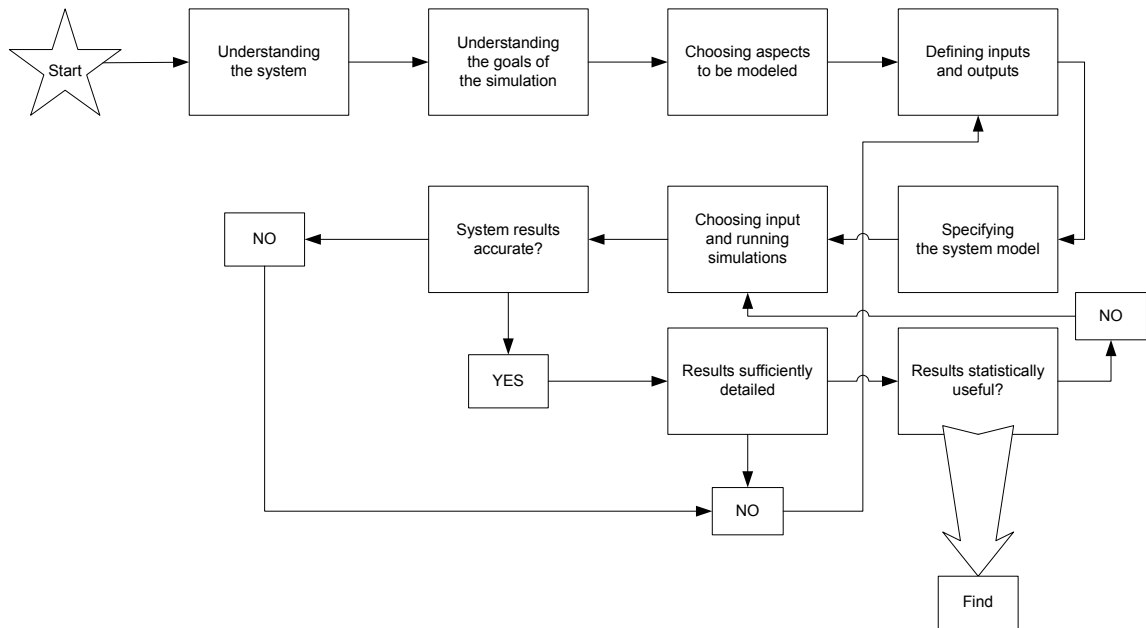 Start
Understanding
the system
Understanding
the goals of
the simulation
Choosing aspects
to be modeled
Defining inputs
and outputs
NO
System results
accurate?
Choosing input
and running
simulations
Specifying
the system model
NO
YES
Results sufficiently
detailed
Results statistically
useful?
NO
Find